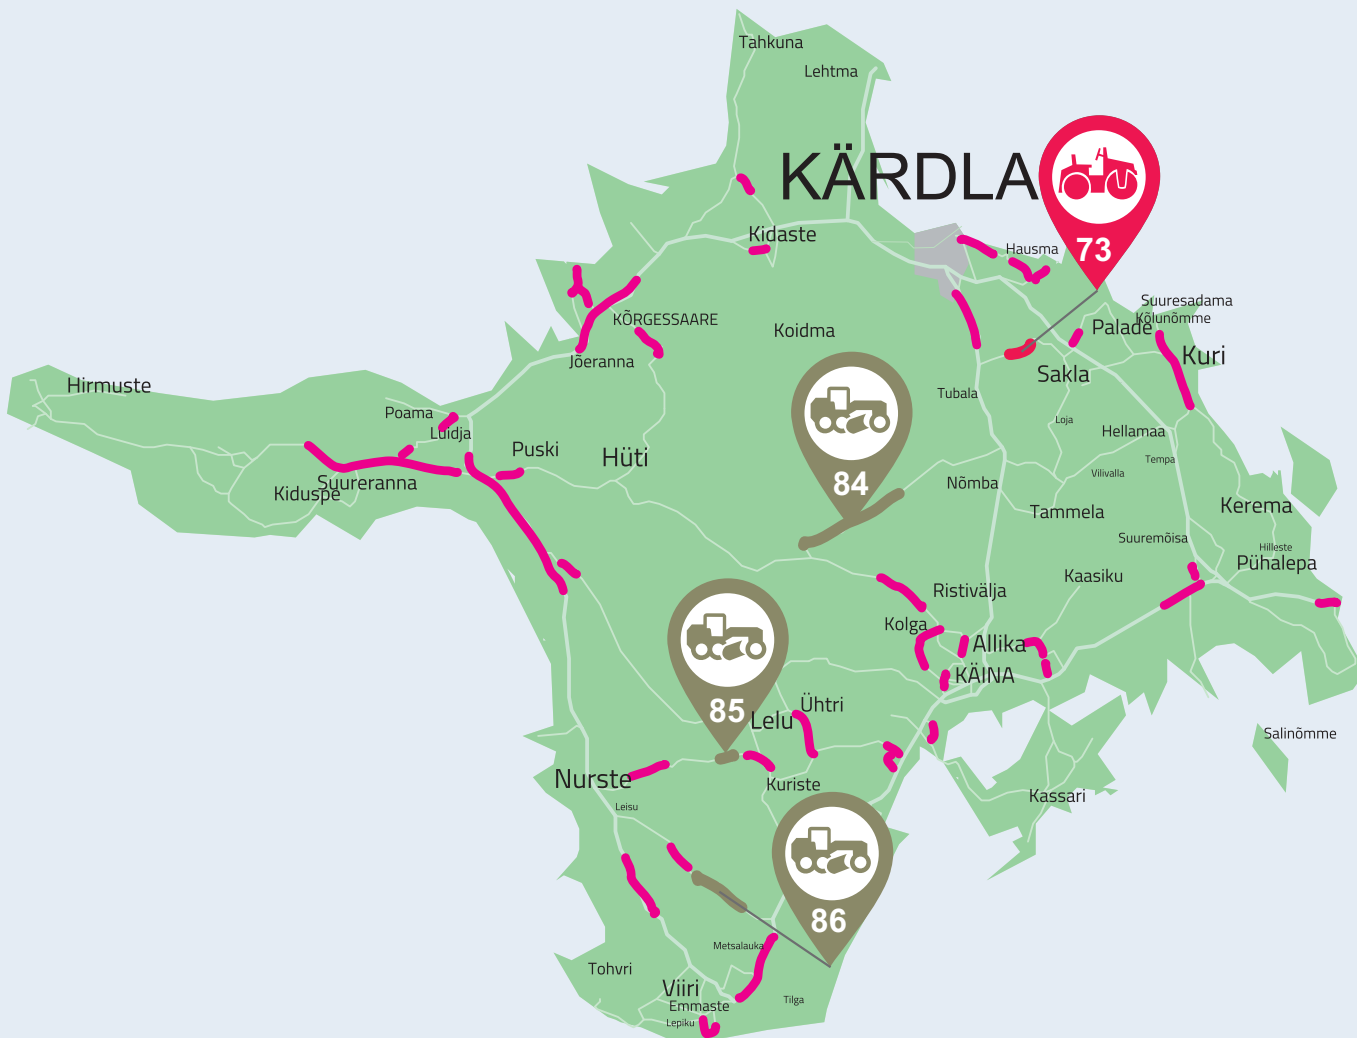 Tahkuna
Lehtma
KÄRDLA
73
Kidaste
Hausma
Suuresadama
Kõlunõmme
KÕRGESSAARE
Koidma
Palade
Kuri
Jõeranna
Sakla
Hirmuste
Tubala
Poama
Luidja
Loja
Hellamaa
Puski
Hüti
Tempa
Vilivalla
84
Nõmba
Suureranna
Kiduspe
Tammela
Kerema
Suuremõisa
Hilleste
Pühalepa
Kaasiku
Ristivälja
Kolga
Allika
KÄINA
85
Lelu
Ühtri
Salinõmme
Nurste
Kuriste
Kassari
Leisu
86
Metsalauka
Tohvri
Viiri
Tilga
Emmaste
Lepiku